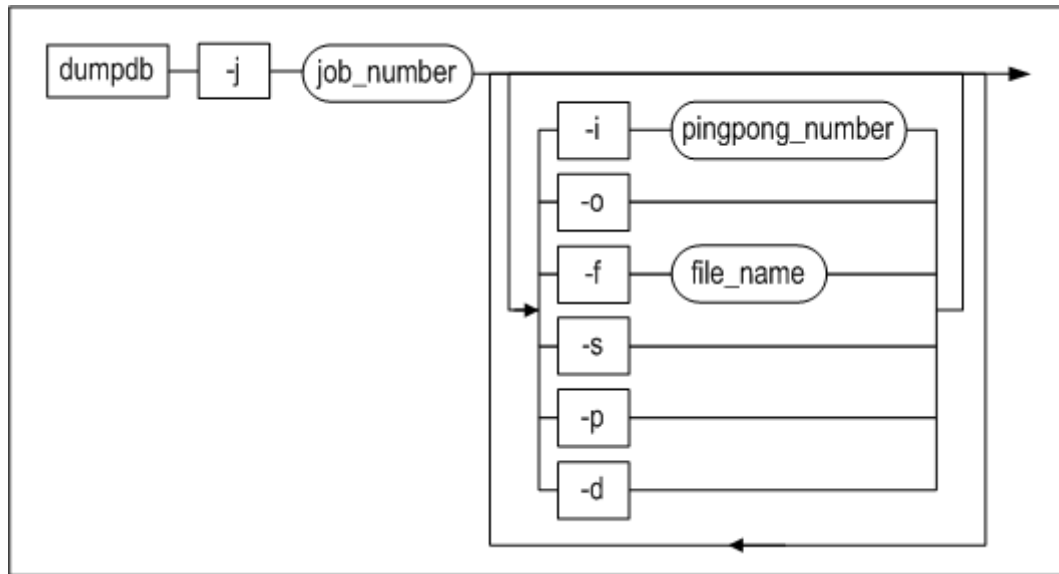 dumpdb -j job_number
-i pingpong_number
-o
-f file_name
-s
-p
-d